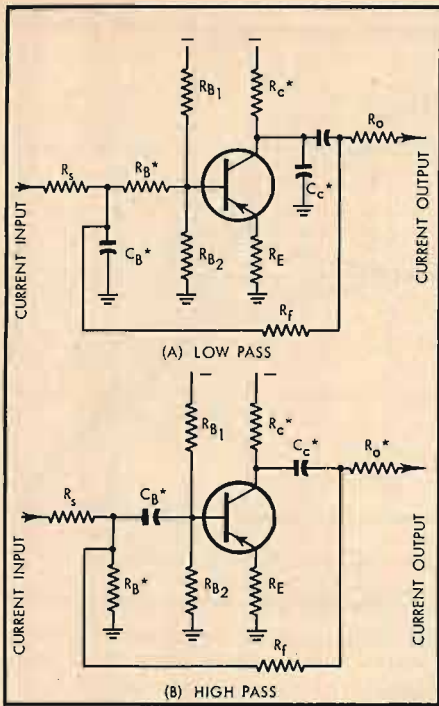 R_B1
R_c*
R_o
R_s
R_B*
CURRENT INPUT
C_B*
R_B2
R_E
C_c*
CURRENT OUTPUT
R_f
(A) LOW PASS
R_B1
R_c*
C_c*
R_o*
R_s
C_B*
CURRENT INPUT
R_B*
R_B2
R_E
CURRENT OUTPUT
R_f
(B) HIGH PASS